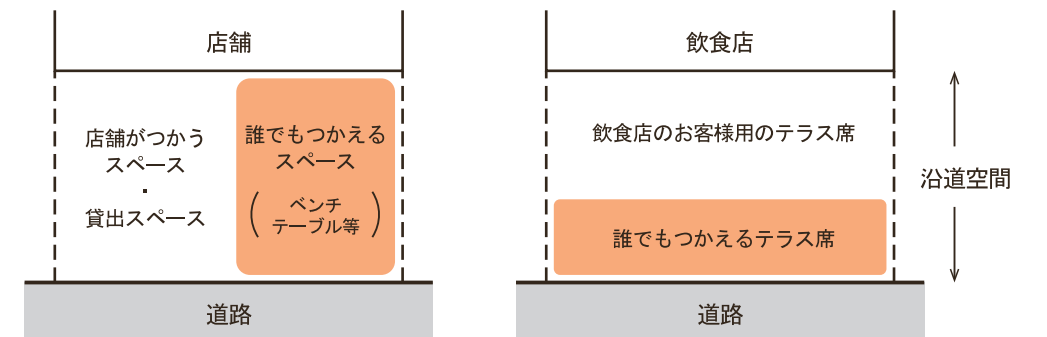 店舗
店舗がつかう
スペース
・
貸出スペース
誰でもつかえる
スペース
（ベンチ
テーブル等）
道路
飲食店
飲食店のお客様用のテラス席
誰でもつかえるテラス席
道路
沿道空間